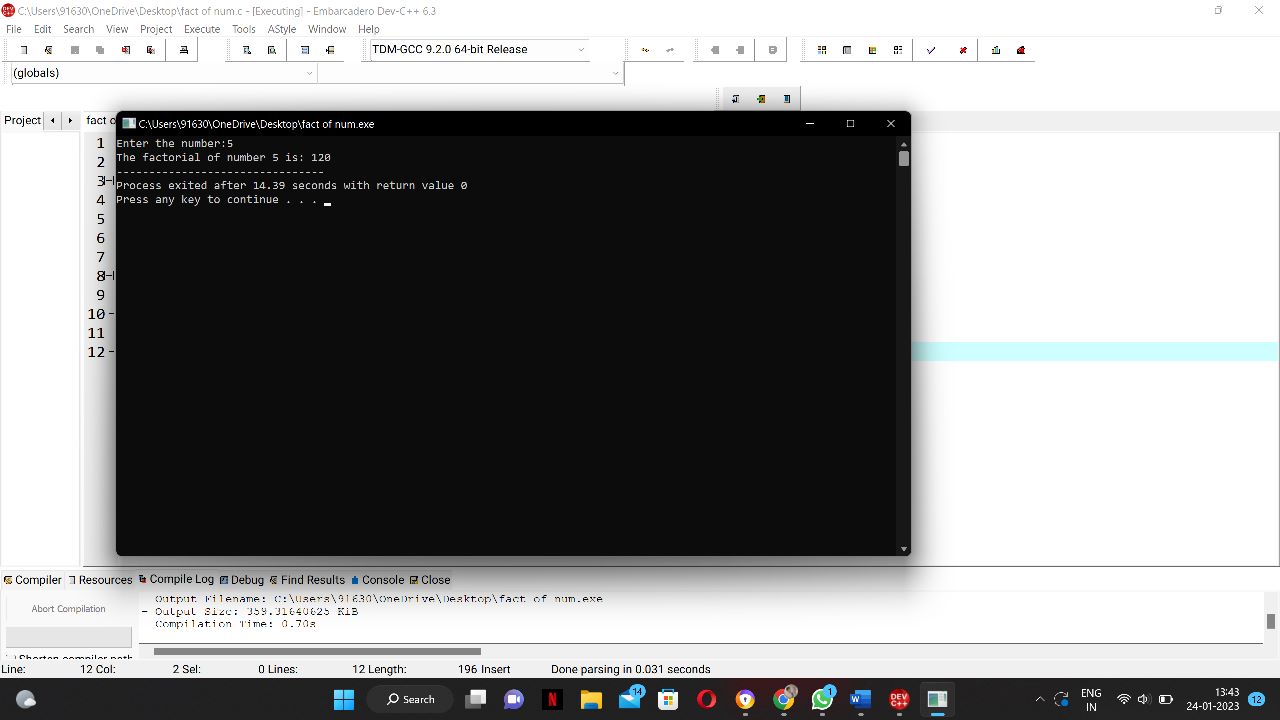 C:\Users\91630\OneDrive\Desktop\fact of num.c - [Executing] - Embarcadero Dev-C++ 6.3
File Edit Search View Project Execute Tools AStyle Window Help
TDM-GCC 9.2.0 64-bit Release
(globals)
Project fact o
C:\Users\91630\OneDrive\Desktop\fact of num.exe
1
2
3
4
5
6
7
8
9
10
11
12
Enter the number:5
The factorial of number 5 is: 120
--------------------------------
Process exited after 14.39 seconds with return value 0
Press any key to continue . . .
Compiler Resources Compile Log Debug Find Results Console Close
Abort Compilation
Shorten compiler path
- Output Filename: C:\Users\91630\OneDrive\Desktop\fact of num.exe
- Output Size: 359.31640625 KiB
- Compilation Time: 0.70s
Line: 12 Col: 2 Sel: 0 Lines: 12 Length: 196 Insert Done parsing in 0.031 seconds
Search
14
1
DEV C++
ENG
IN
13:43
24-01-2023
12